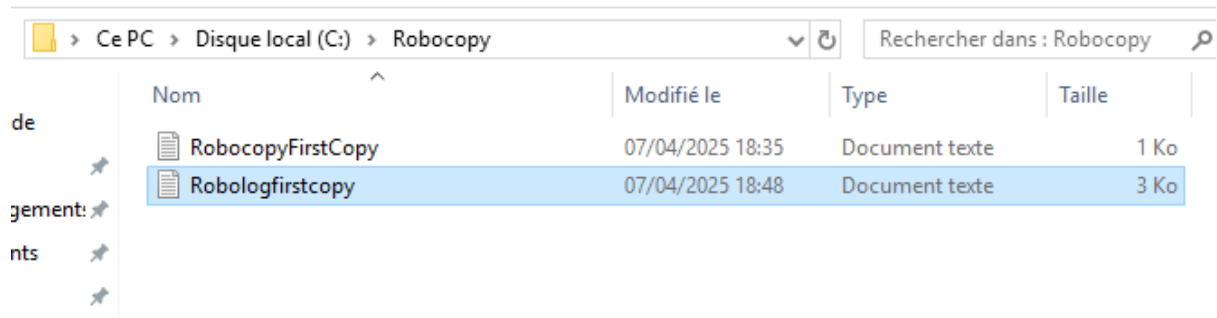 Ce PC > Disque local (C:) > Robocopy Rechercher dans : Robocopy
Nom Modifié le Type Taille
de
RobocopyFirstCopy 07/04/2025 18:35 Document texte 1 Ko
Robologfirstcopy 07/04/2025 18:48 Document texte 3 Ko
gements
nts